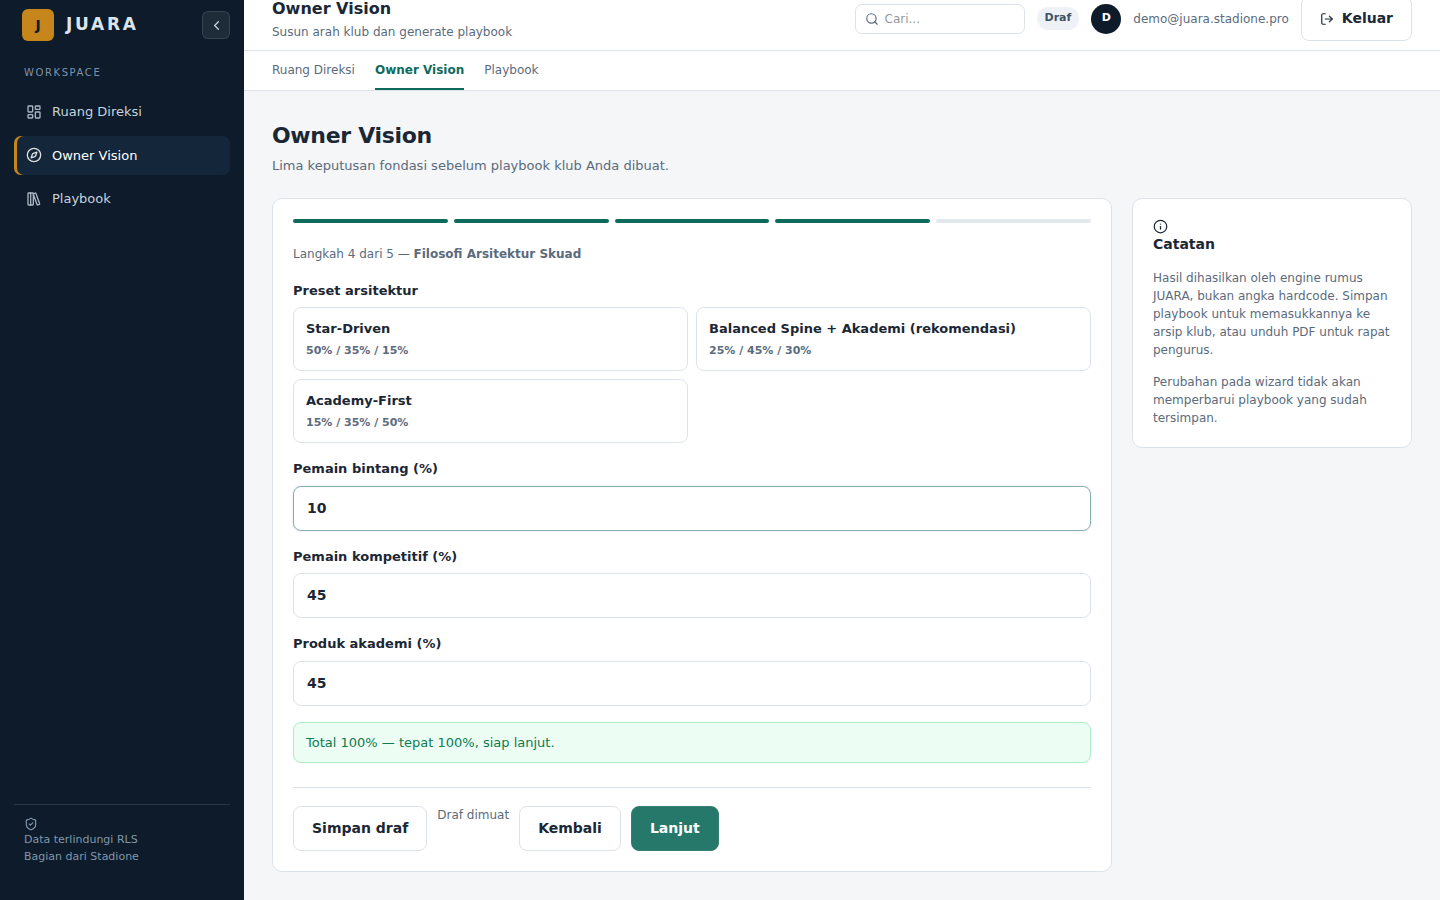 J
JUARA
WORKSPACE
Ruang Direksi
Owner Vision
Playbook
Data terlindungi RLS
Bagian dari Stadione
Owner Vision
Susun arah klub dan generate playbook
Cari...
Draf
D
demo@juara.stadione.pro
Keluar
Ruang Direksi
Owner Vision
Playbook
Owner Vision
Lima keputusan fondasi sebelum playbook klub Anda dibuat.
Langkah 4 dari 5 — Filosofi Arsitektur Skuad
Preset arsitektur
Star-Driven
50% / 35% / 15%
Balanced Spine + Akademi (rekomendasi)
25% / 45% / 30%
Academy-First
15% / 35% / 50%
Pemain bintang (%)
10
Pemain kompetitif (%)
45
Produk akademi (%)
45
Total 100% — tepat 100%, siap lanjut.
Simpan draf
Draf dimuat
Kembali
Lanjut
Catatan
Hasil dihasilkan oleh engine rumus
JUARA, bukan angka hardcode. Simpan
playbook untuk memasukkannya ke
arsip klub, atau unduh PDF untuk rapat
pengurus.
Perubahan pada wizard tidak akan
memperbarui playbook yang sudah
tersimpan.